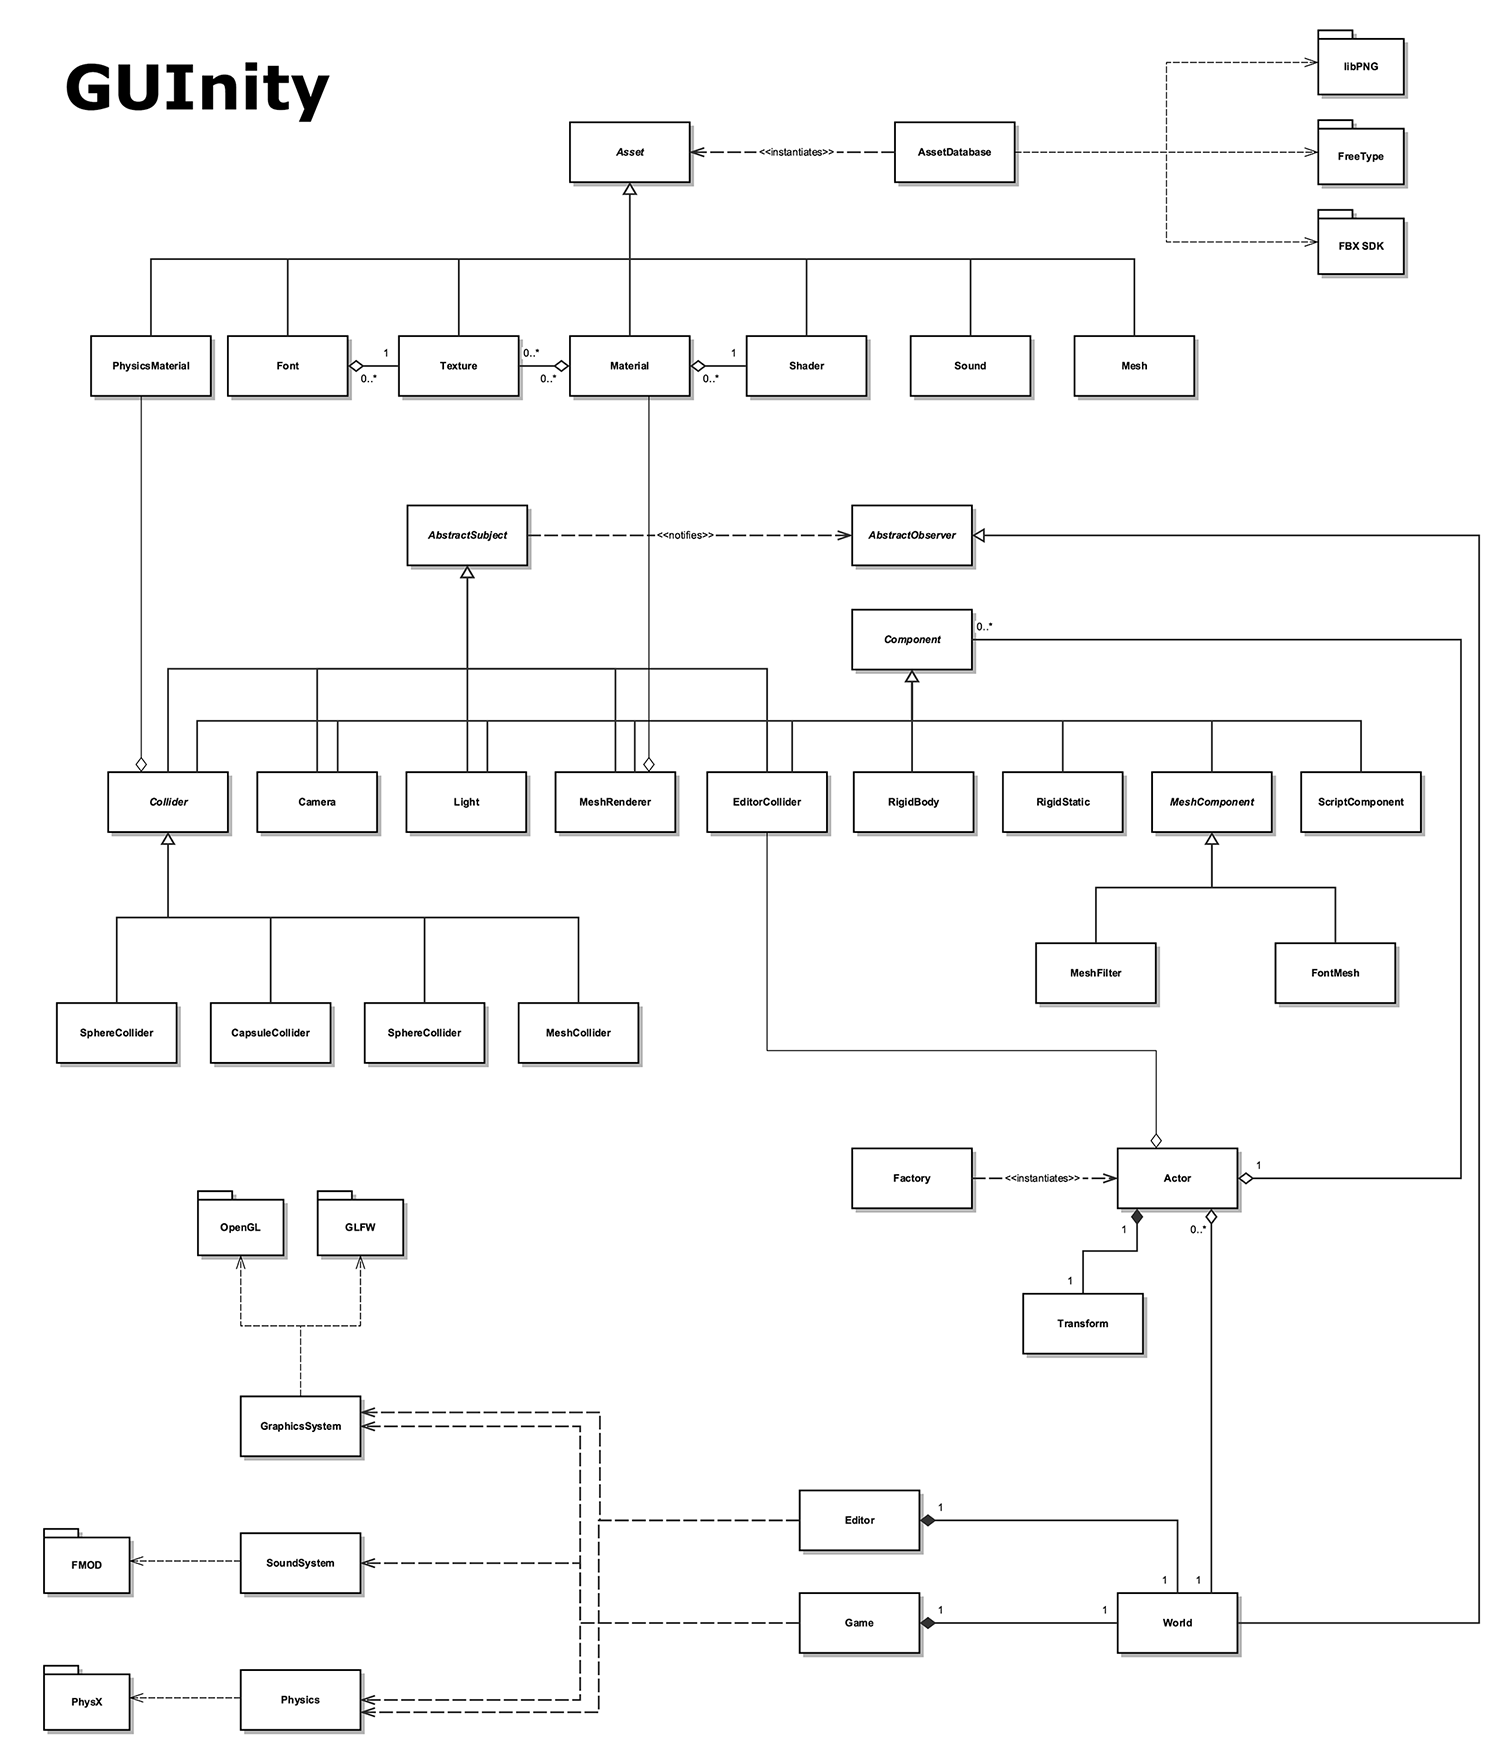 GUInity
libPNG
Asset
<<instantiates>>
AssetDatabase
FreeType
FBX SDK
PhysicsMaterial
Font
1
0..*
Texture
0..*
0..*
Material
1
0..*
Shader
Sound
Mesh
AbstractSubject
<<notifies>>
AbstractObserver
Component
0..*
Collider
Camera
Light
MeshRenderer
EditorCollider
RigidBody
RigidStatic
MeshComponent
ScriptComponent
MeshFilter
FontMesh
SphereCollider
CapsuleCollider
SphereCollider
MeshCollider
Factory
<<instantiates>>
Actor
1
1
0..*
OpenGL
GLFW
1
Transform
GraphicsSystem
Editor
1
FMOD
SoundSystem
1
1
Game
1
1
World
PhysX
Physics